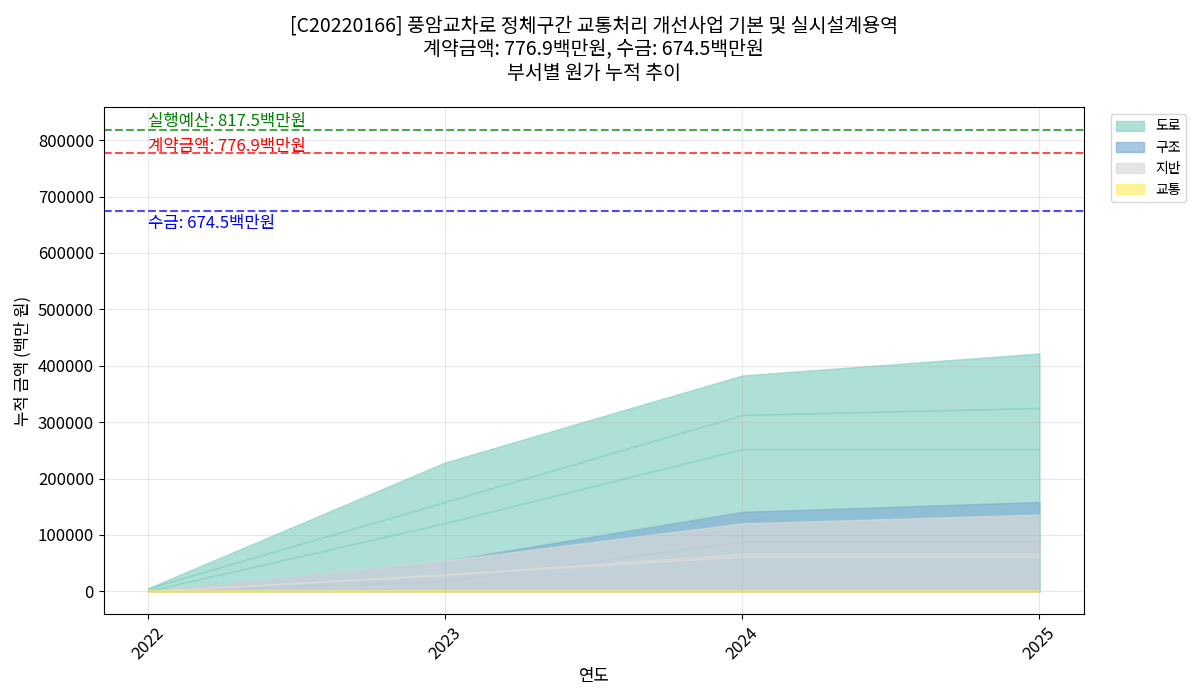 [C20220166] 풍암교차로 정체구간 교통처리 개선사업 기본 및 실시설계용역
계약금액: 776.9백만원, 수금: 674.5백만원
부서별 원가 누적 추이
실행예산: 817.5백만원
계약금액: 776.9백만원
수금: 674.5백만원
도로
구조
지반
교통
누적 금액 (백만 원)
800000
700000
600000
500000
400000
300000
200000
100000
0
2022
2023
2024
2025
연도